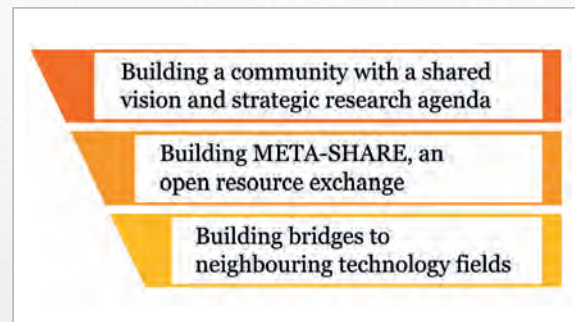 Building a community with a shared
vision and strategic research agenda
Building META-SHARE, an
open resource exchange
Building bridges to
neighbouring technology fields